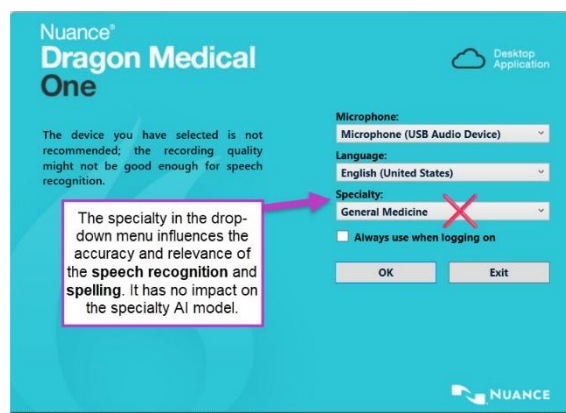 Nuance®
Dragon Medical
One
Desktop
Application
The device you have selected is not
recommended; the recording quality
might not be good enough for speech
recognition.
Microphone:
Microphone (USB Audio Device)
Language:
English (United States)
Specialty:
General Medicine
Always use when logging on
OK
Exit
The specialty in the drop-
down menu influences the
accuracy and relevance of
the speech recognition and
spelling. It has no impact on
the specialty AI model.
NUANCE